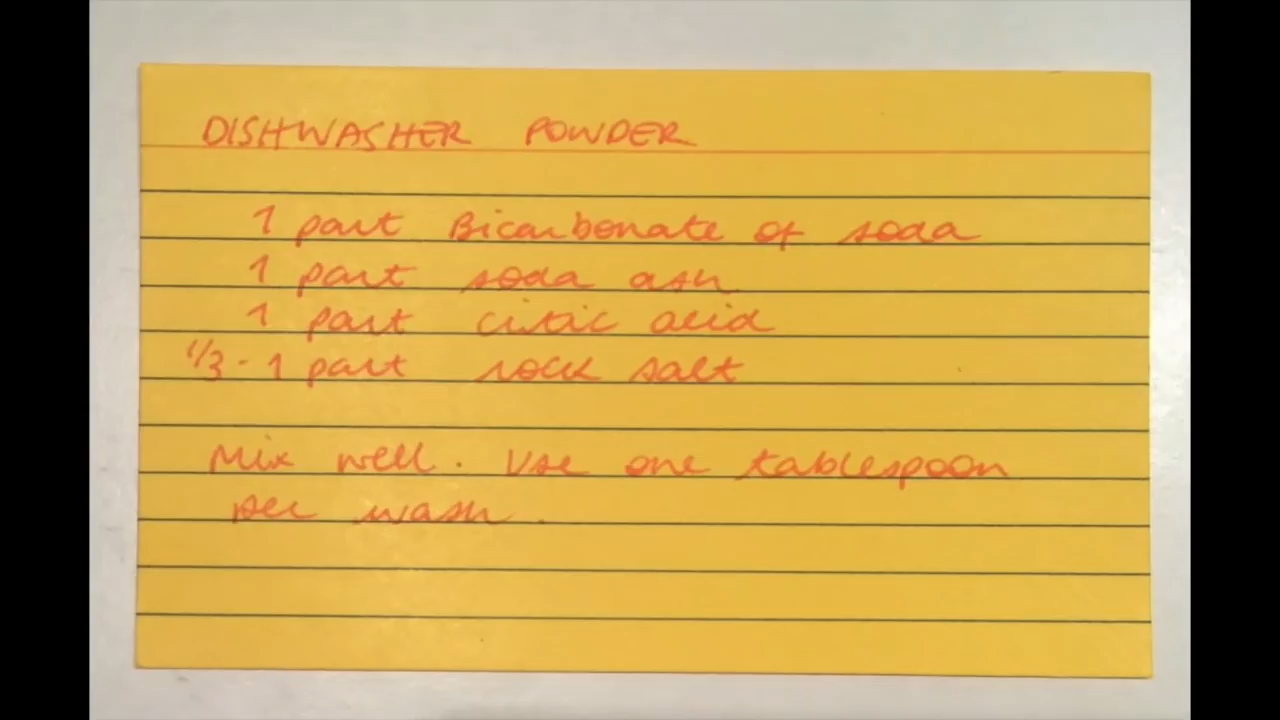 DISHWASHER POWDER
1 part Bicarbonate of soda
1 part soda ash
1 part citric acid
1/3 - 1 part rock salt
Mix well. Use one tablespoon
per wash.